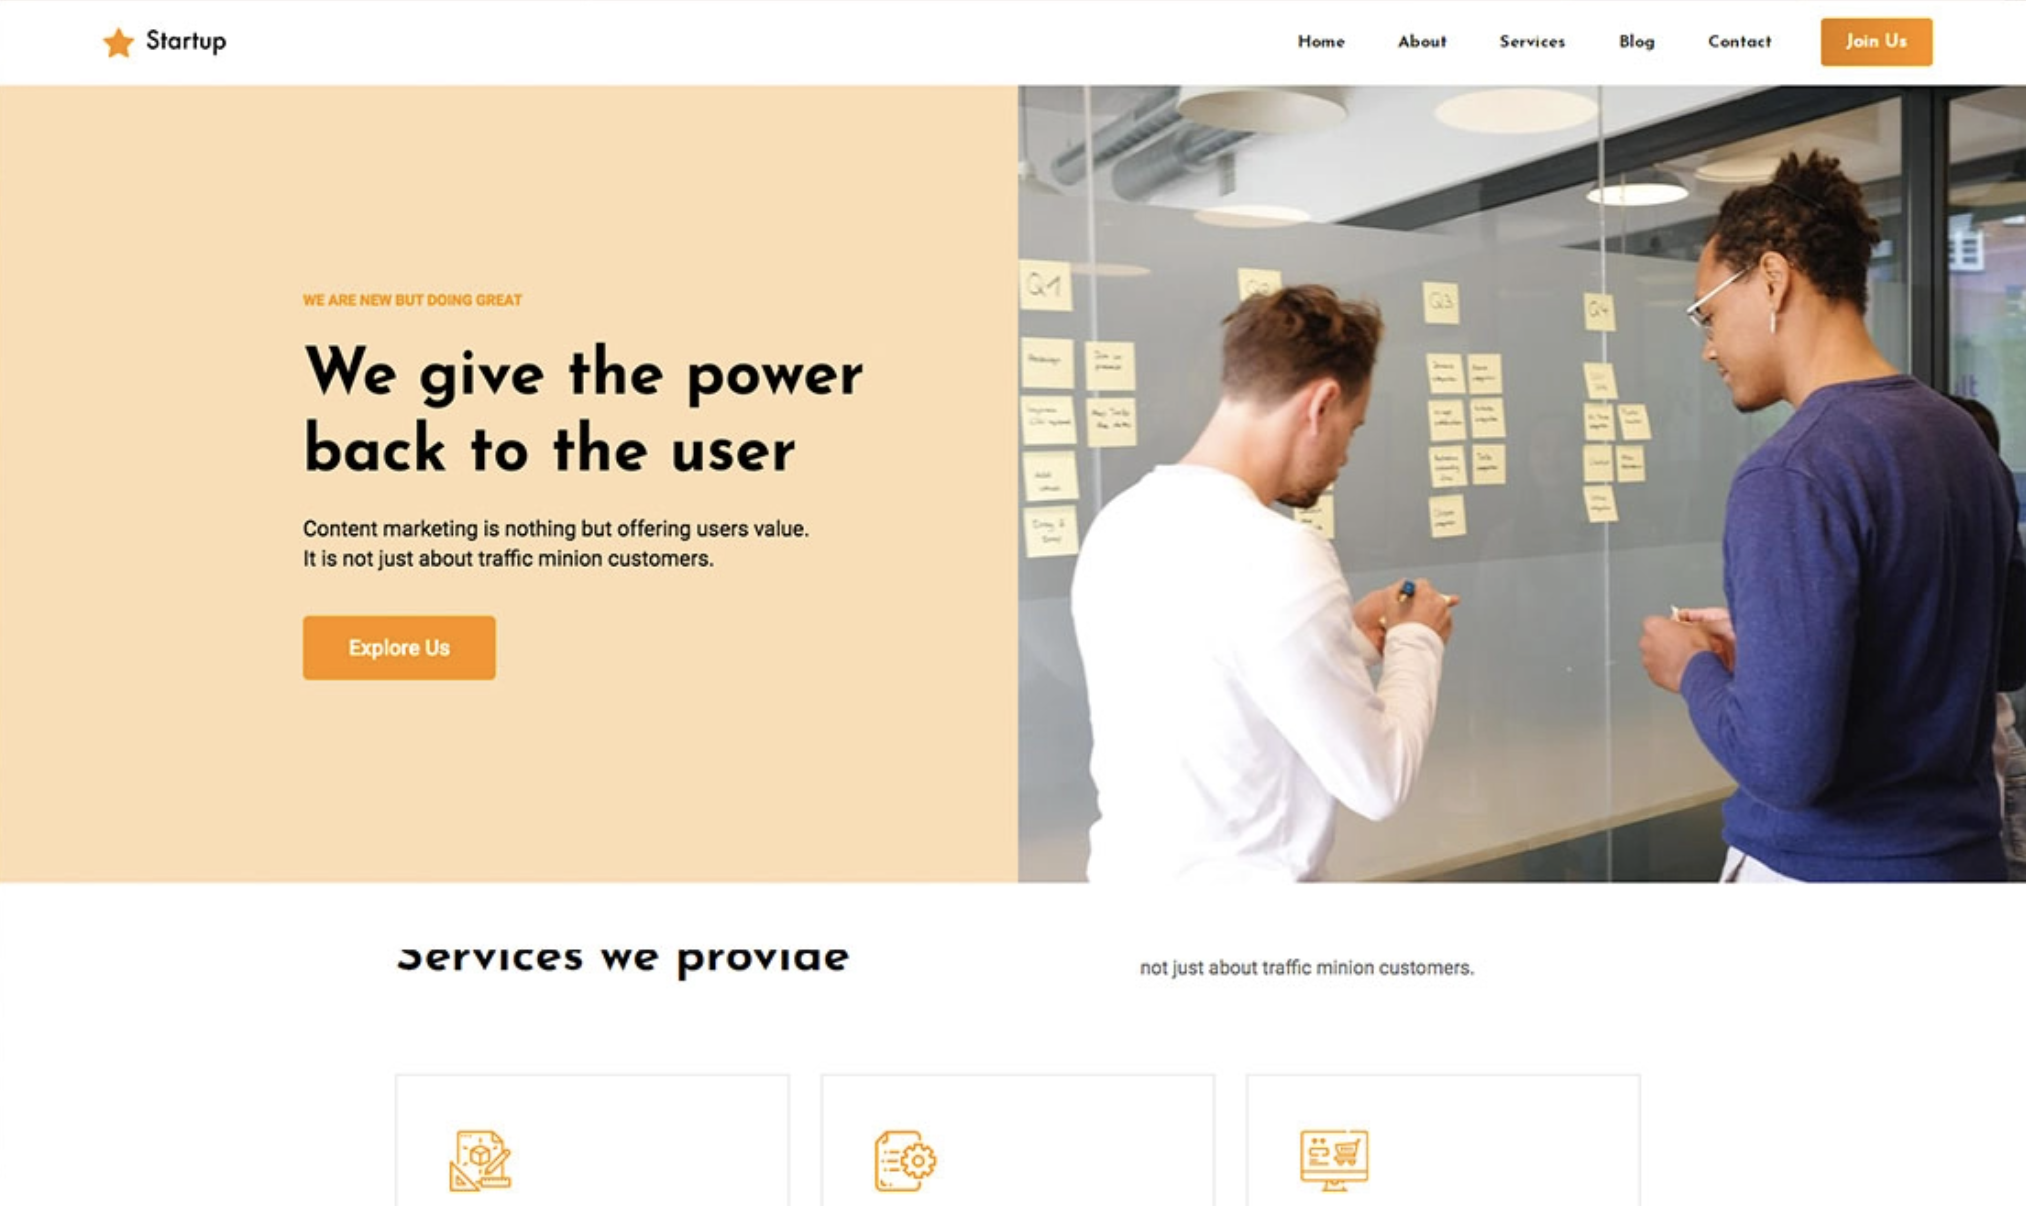 Startup
Home About Services Blog Contact Join Us
WE ARE NEW BUT DOING GREAT
We give the power
back to the user
Content marketing is nothing but offering users value.
It is not just about traffic minion customers.
Explore Us
Q1
Q2
Q3
Q4
Services we provide
not just about traffic minion customers.